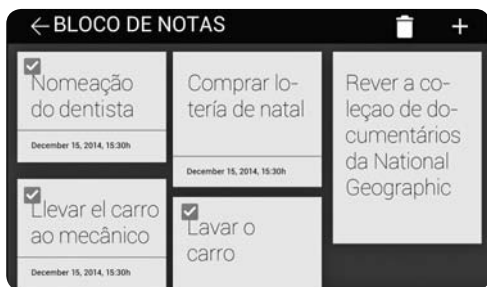 BLOCO DE NOTAS
Nomeação
do dentista
December 15, 2014, 15:30h
Comprar lo-
tería de natal
December 15, 2014, 15:30h
Rever a co-
leçao de do-
cumentários
da National
Geographic
Llevar el carro
ao mecânico
December 15, 2014, 15:30h
Lavar o
carro